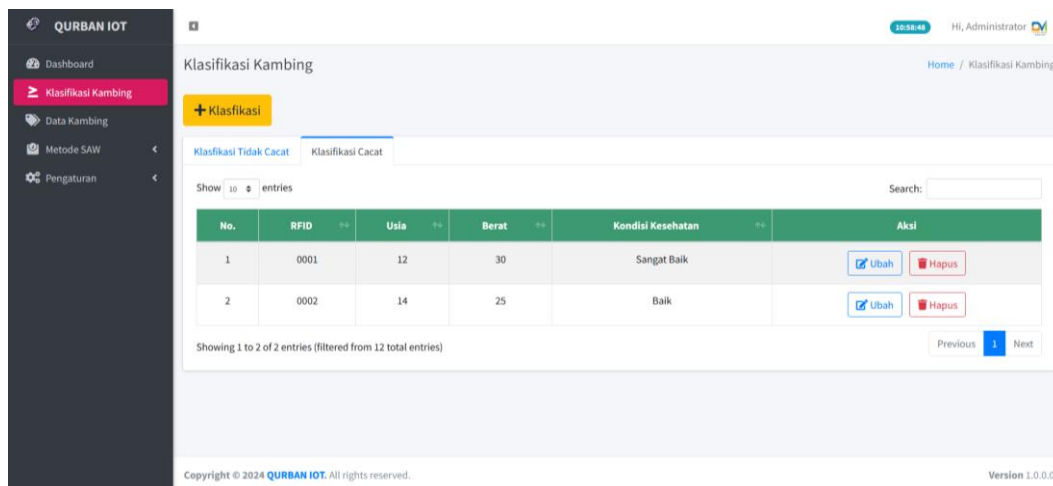 QURBAN IOT
10:58:48 Hi, Administrator
Dashboard
Klasifikasi Kambing
Data Kambing
Metode SAW
Pengaturan
Klasifikasi Kambing
Home / Klasifikasi Kambing
Klasfikasi
Klasfikasi Tidak Cacat Klasifikasi Cacat
Show 10 entries Search:
No. RFID Usia Berat Kondisi Kesehatan Aksi
1 0001 12 30 Sangat Baik Ubah Hapus
2 0002 14 25 Baik Ubah Hapus
Showing 1 to 2 of 2 entries (filtered from 12 total entries) Previous 1 Next
Copyright © 2024 QURBAN IOT. All rights reserved. Version 1.0.0.0